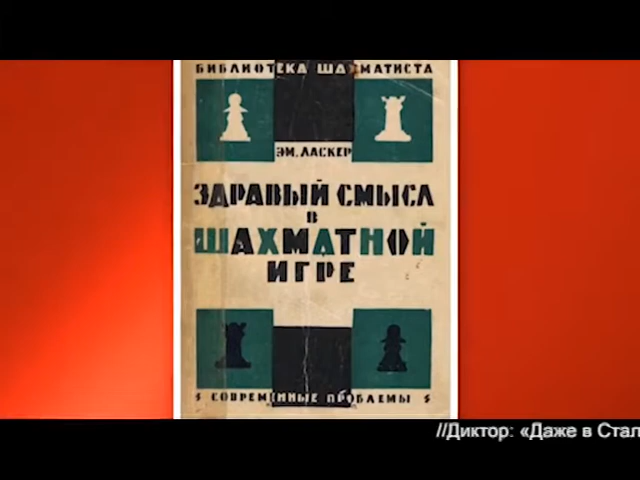 БИБЛИОТЕКА ШАХМАТИСТА
ЭМ. ЛАСКЕР
ЗДРАВЫЙ СМЫСЛ
В
ШАХМАТНОЙ
ИГРЕ
СОВРЕМЕННЫЕ ПРОБЛЕМЫ
//Диктор: «Даже в Стал